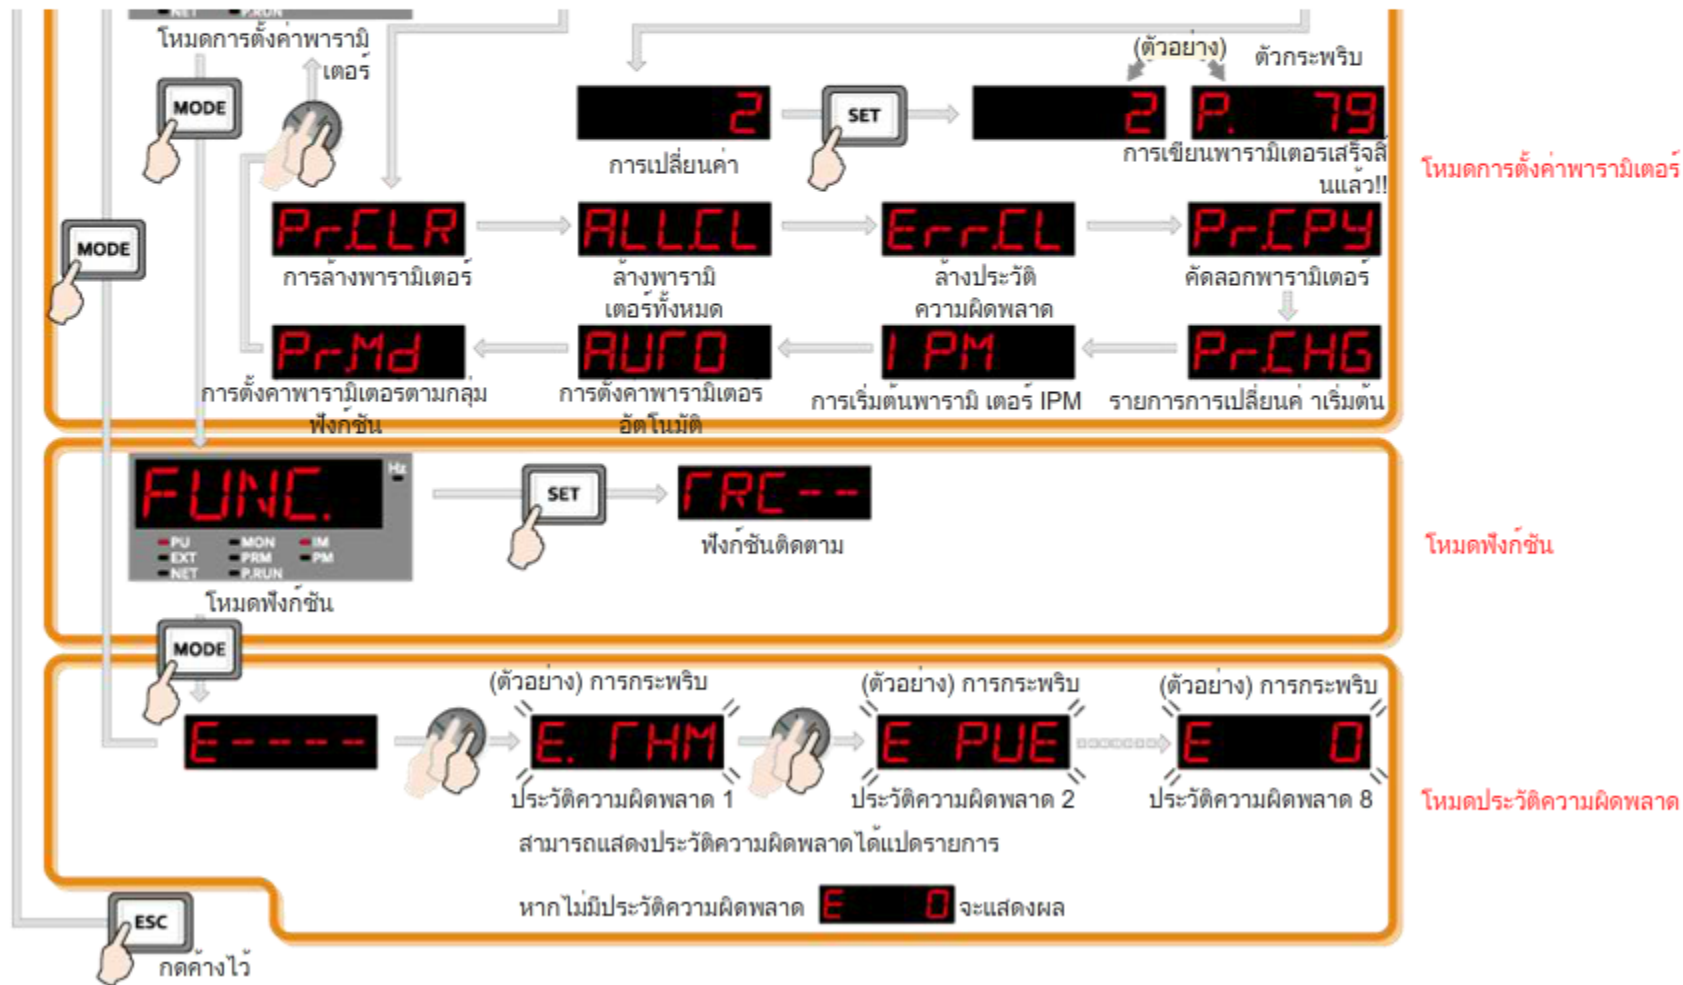 โหมดการตั้งค่าพารามิ
เตอร์
MODE
(ตัวอย่าง)
ตัวกระพริบ
2
SET
2
P. 79
การเปลี่ยนค่า
การเขียนพารามิเตอร์เสร็จสิ้
นแล้ว!!
โหมดการตั้งค่าพารามิเตอร์
MODE
Pr.CLR
ALL.CL
Err.CL
Pr.CPY
การล้างพารามิเตอร์
ล้างพารามิ
เตอร์ทั้งหมด
ล้างประวัติ
ความผิดพลาด
คัดลอกพารามิเตอร์
Pr.Md
AUTO
IPM
Pr.CHG
การตั้งค่าพารามิเตอร์ตามกลุ่ม
ฟังก์ชัน
การตั้งค่าพารามิเตอร์
อัตโนมัติ
การเริ่มต้นพารามิ เตอร์ IPM
รายการการเปลี่ยนค่ าเริ่มต้น
FUNC.
Hz
PU MON IM
EXT PRM PM
NET P.RUN
โหมดฟังก์ชัน
SET
TRC--
ฟังก์ชันติดตาม
โหมดฟังก์ชัน
MODE
(ตัวอย่าง) การกระพริบ
(ตัวอย่าง) การกระพริบ
(ตัวอย่าง) การกระพริบ
E----
E. THM
E PUE
E 0
ประวัติความผิดพลาด 1
ประวัติความผิดพลาด 2
ประวัติความผิดพลาด 8
โหมดประวัติความผิดพลาด
สามารถแสดงประวัติความผิดพลาดได้แปดรายการ
หากไม่มีประวัติความผิดพลาด E 0 จะแสดงผล
ESC
กดค้างไว้